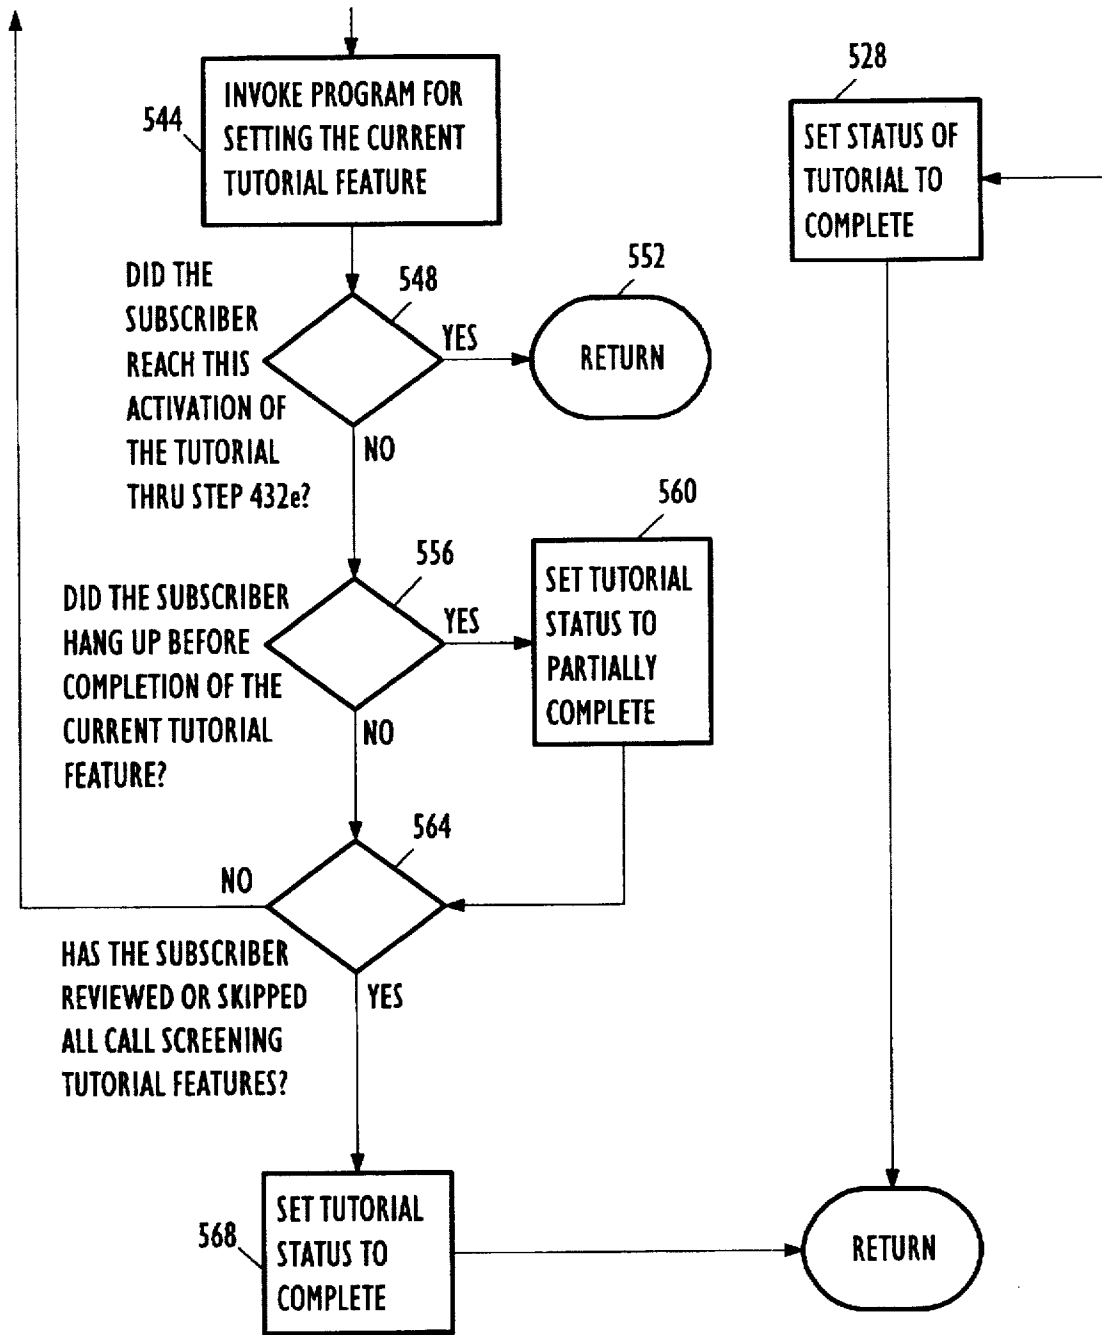 544
INVOKE PROGRAM FOR
SETTING THE CURRENT
TUTORIAL FEATURE
528
SET STATUS OF
TUTORIAL TO
COMPLETE
DID THE
SUBSCRIBER
REACH THIS
ACTIVATION OF
THE TUTORIAL
THRU STEP 432e?
548
YES
NO
552
RETURN
DID THE SUBSCRIBER
HANG UP BEFORE
COMPLETION OF THE
CURRENT TUTORIAL
FEATURE?
556
YES
NO
560
SET TUTORIAL
STATUS TO
PARTIALLY
COMPLETE
564
NO
HAS THE SUBSCRIBER
REVIEWED OR SKIPPED
ALL CALL SCREENING
TUTORIAL FEATURES?
YES
568
SET TUTORIAL
STATUS TO
COMPLETE
RETURN